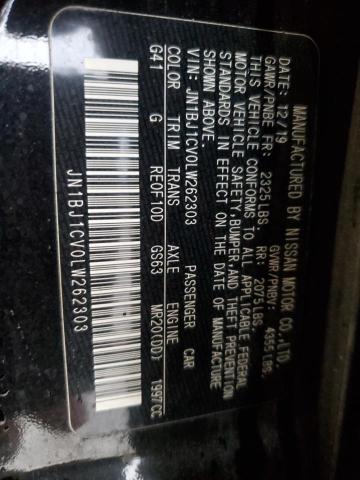 MANUFACTURED BY NISSAN MOTOR CO.,LTD.
DATE: 12/19 GVWR/PNBV: 4355LBS.
GAWR/PNBE FR: 2325LBS. RR: 2075LBS.
THIS VEHICLE CONFORMS TO ALL APPLICABLE FEDERAL
MOTOR VEHICLE SAFETY,BUMPER,AND THEFT PREVENTION
STANDARDS IN EFFECT ON THE DATE OF MANUFACTURE
SHOWN ABOVE.
VIN: JN1BJ1CV0LW262303 PASSENGER CAR
COLOR TRIM TRANS AXLE ENGINE
G41 G RE0F10D GS63 MR20(DD) 1997CC
JN1BJ1CV0LW262303